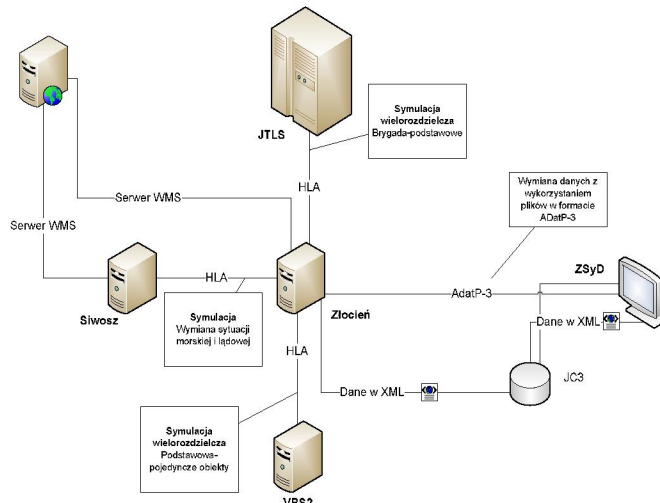 JTLS
Symulacja
wielorozdzielcza
Brygada-podstawowe
HLA
Serwer WMS
Serwer WMS
Wymiana danych z
wykorzystaniem
plików w formacie
ADatP-3
ZSyD
Siwosz
HLA
Symulacja
Wymiana sytuacji
morskiej i lądowej
Złocień
AdatP-3
Dane w XML
HLA
JC3
Dane w XML
Symulacja
wielorozdzielcza
Podstawowa-
pojedyncze obiekty
VBS2